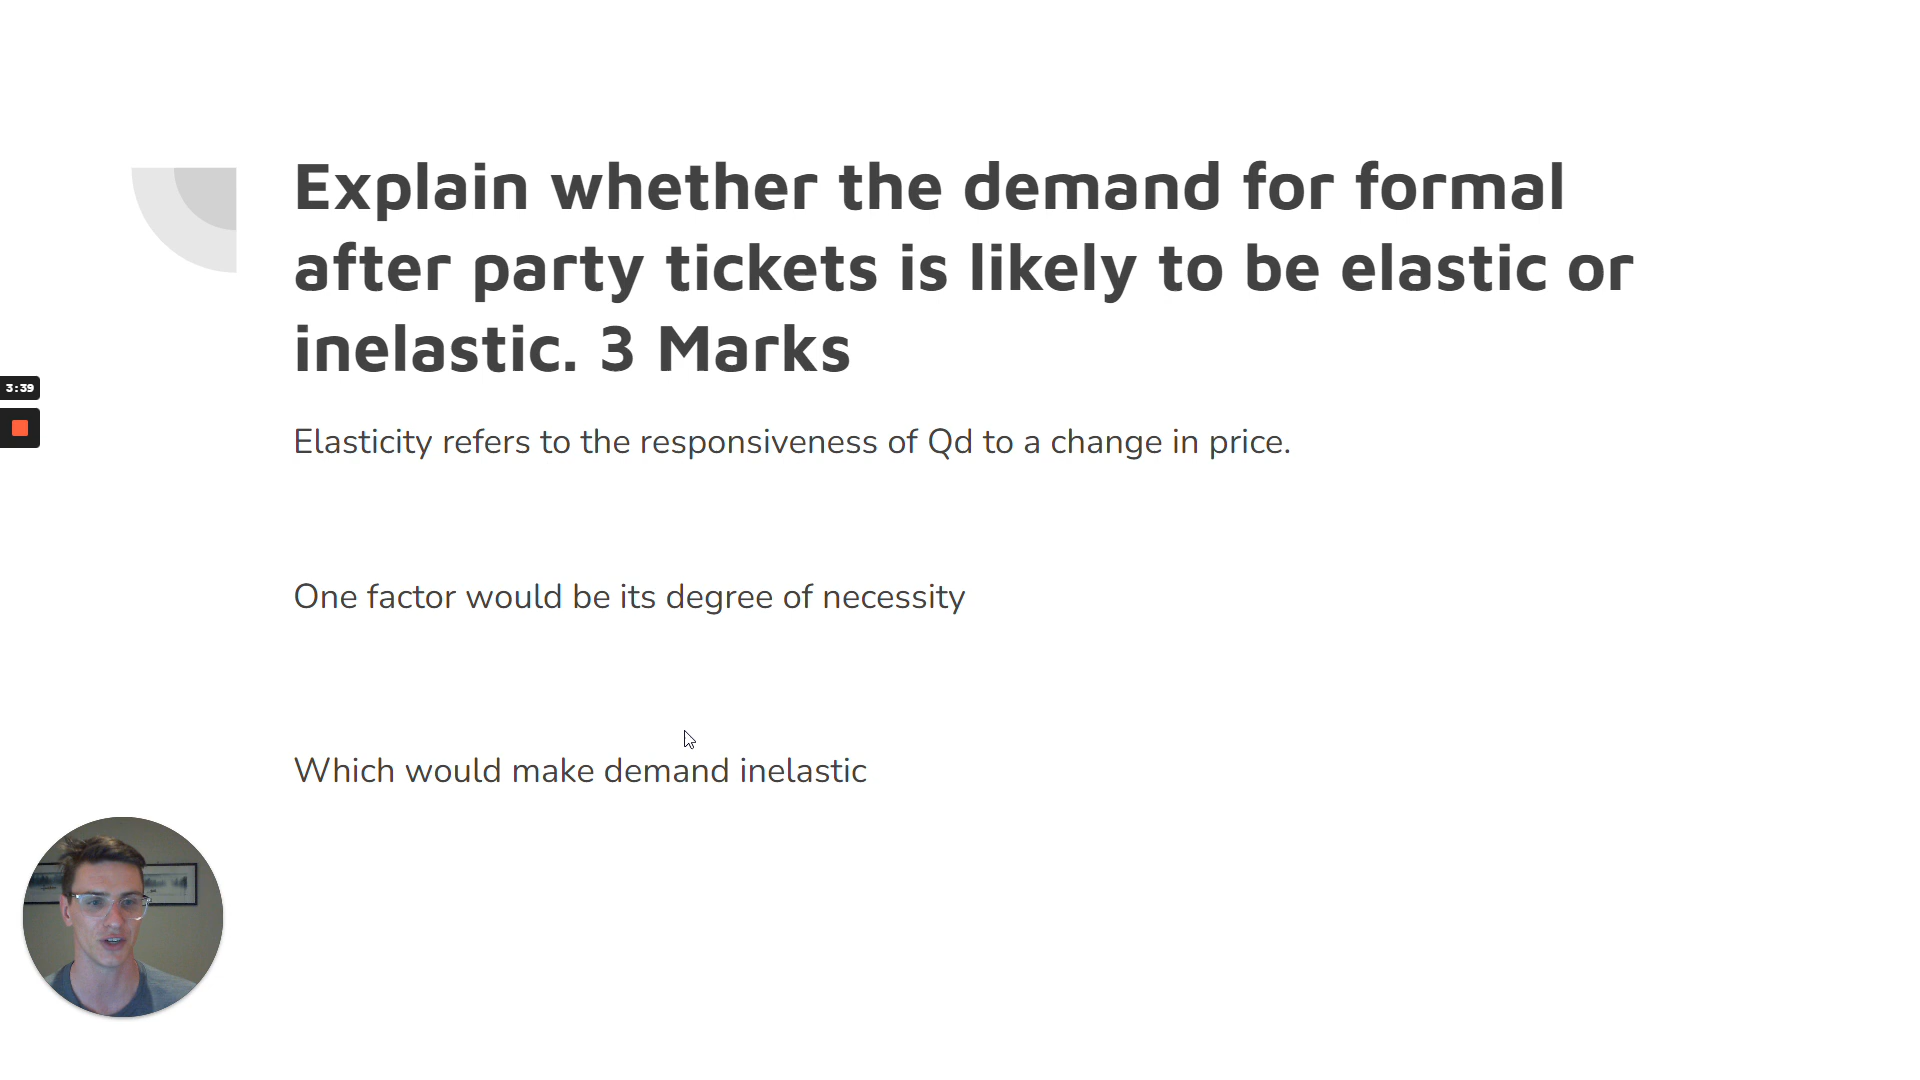 Explain whether the demand for formal
after party tickets is likely to be elastic or
inelastic. 3 Marks
3:39
Elasticity refers to the responsiveness of Qd to a change in price.
One factor would be its degree of necessity
Which would make demand inelastic